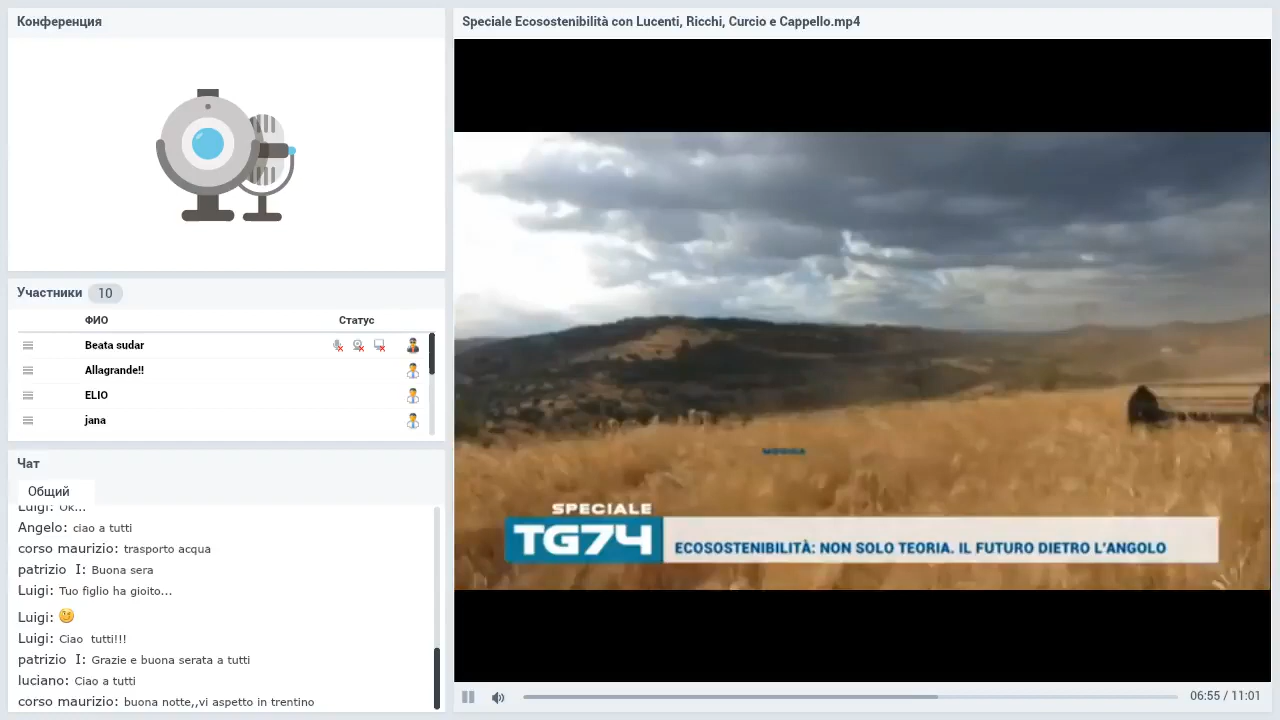 Конференция
Участники 10
ФИО Статус
Beata sudar
Allagrande!!
ELIO
jana
Чат
Общий
Luigi: Ok...
Angelo: ciao a tutti
corso maurizio: trasporto acqua
patrizio I: Buona sera
Luigi: Tuo figlio ha gioito...
Luigi:
Luigi: Ciao tutti!!!
patrizio I: Grazie e buona serata a tutti
luciano: Ciao a tutti
corso maurizio: buona notte,,vi aspetto in trentino
Speciale Ecosostenibilità con Lucenti, Ricchi, Curcio e Cappello.mp4
SPECIALE
TG74
ECOSOSTENIBILITÀ: NON SOLO TEORIA. IL FUTURO DIETRO L'ANGOLO
06:55 / 11:01